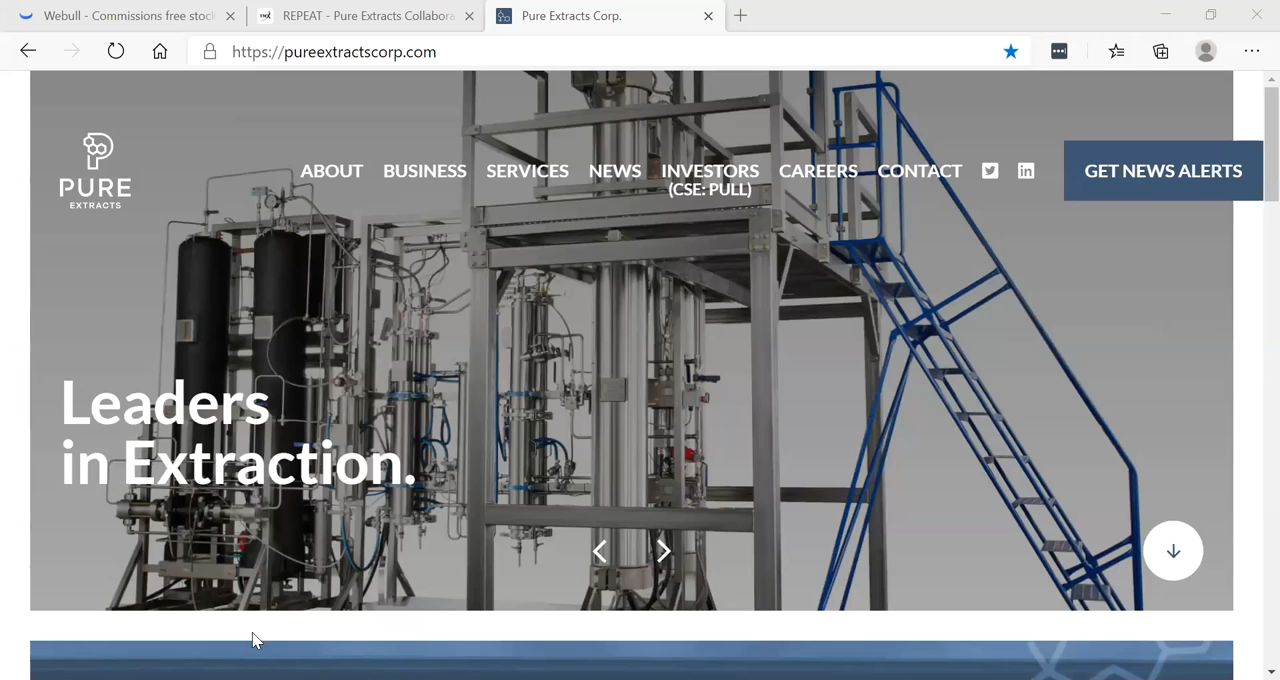 Webull - Commissions free stoc
REPEAT - Pure Extracts Collabora
Pure Extracts Corp.
https://pureextractscorp.com
PURE
EXTRACTS
ABOUT
BUSINESS
SERVICES
NEWS
INVESTORS
(CSE: PULL)
CAREERS
CONTACT
GET NEWS ALERTS
Leaders
in Extraction.